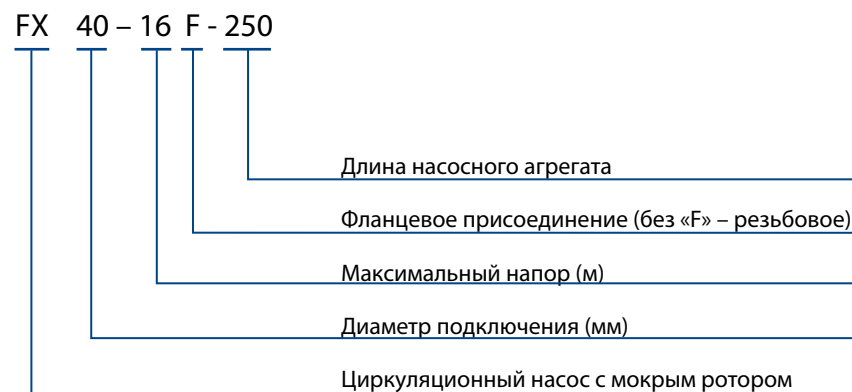 FX 40 – 16 F - 250
Длина насосного агрегата
Фланцевое присоединение (без «F» – резьбовое)
Максимальный напор (м)
Диаметр подключения (мм)
Циркуляционный насос с мокрым ротором